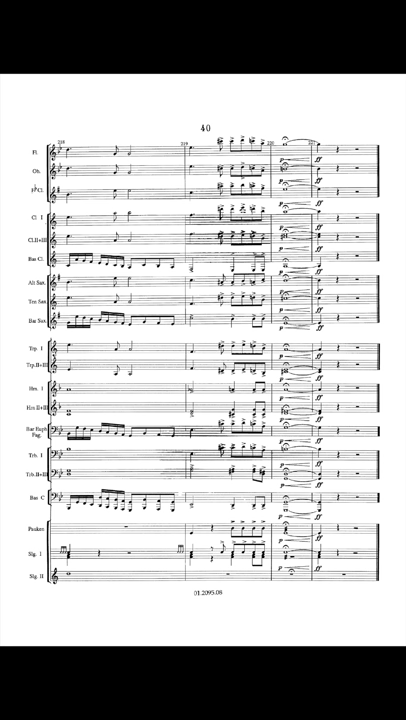 40
218 219 220 221
Fl.
Ob.
Cl. I
Cl.II+III
Bas Cl.
Alt Sax.
Ten Sax
Bar Sax
p ff
Trp. I
Trp.II+III
Hrn. I
Hrn II+III
Bar Euph
Fag.
Trb. I
Trb.II+III
Bas C
p ff
Pauken
Slg. I
Slg. II
p ff
01.2095.08